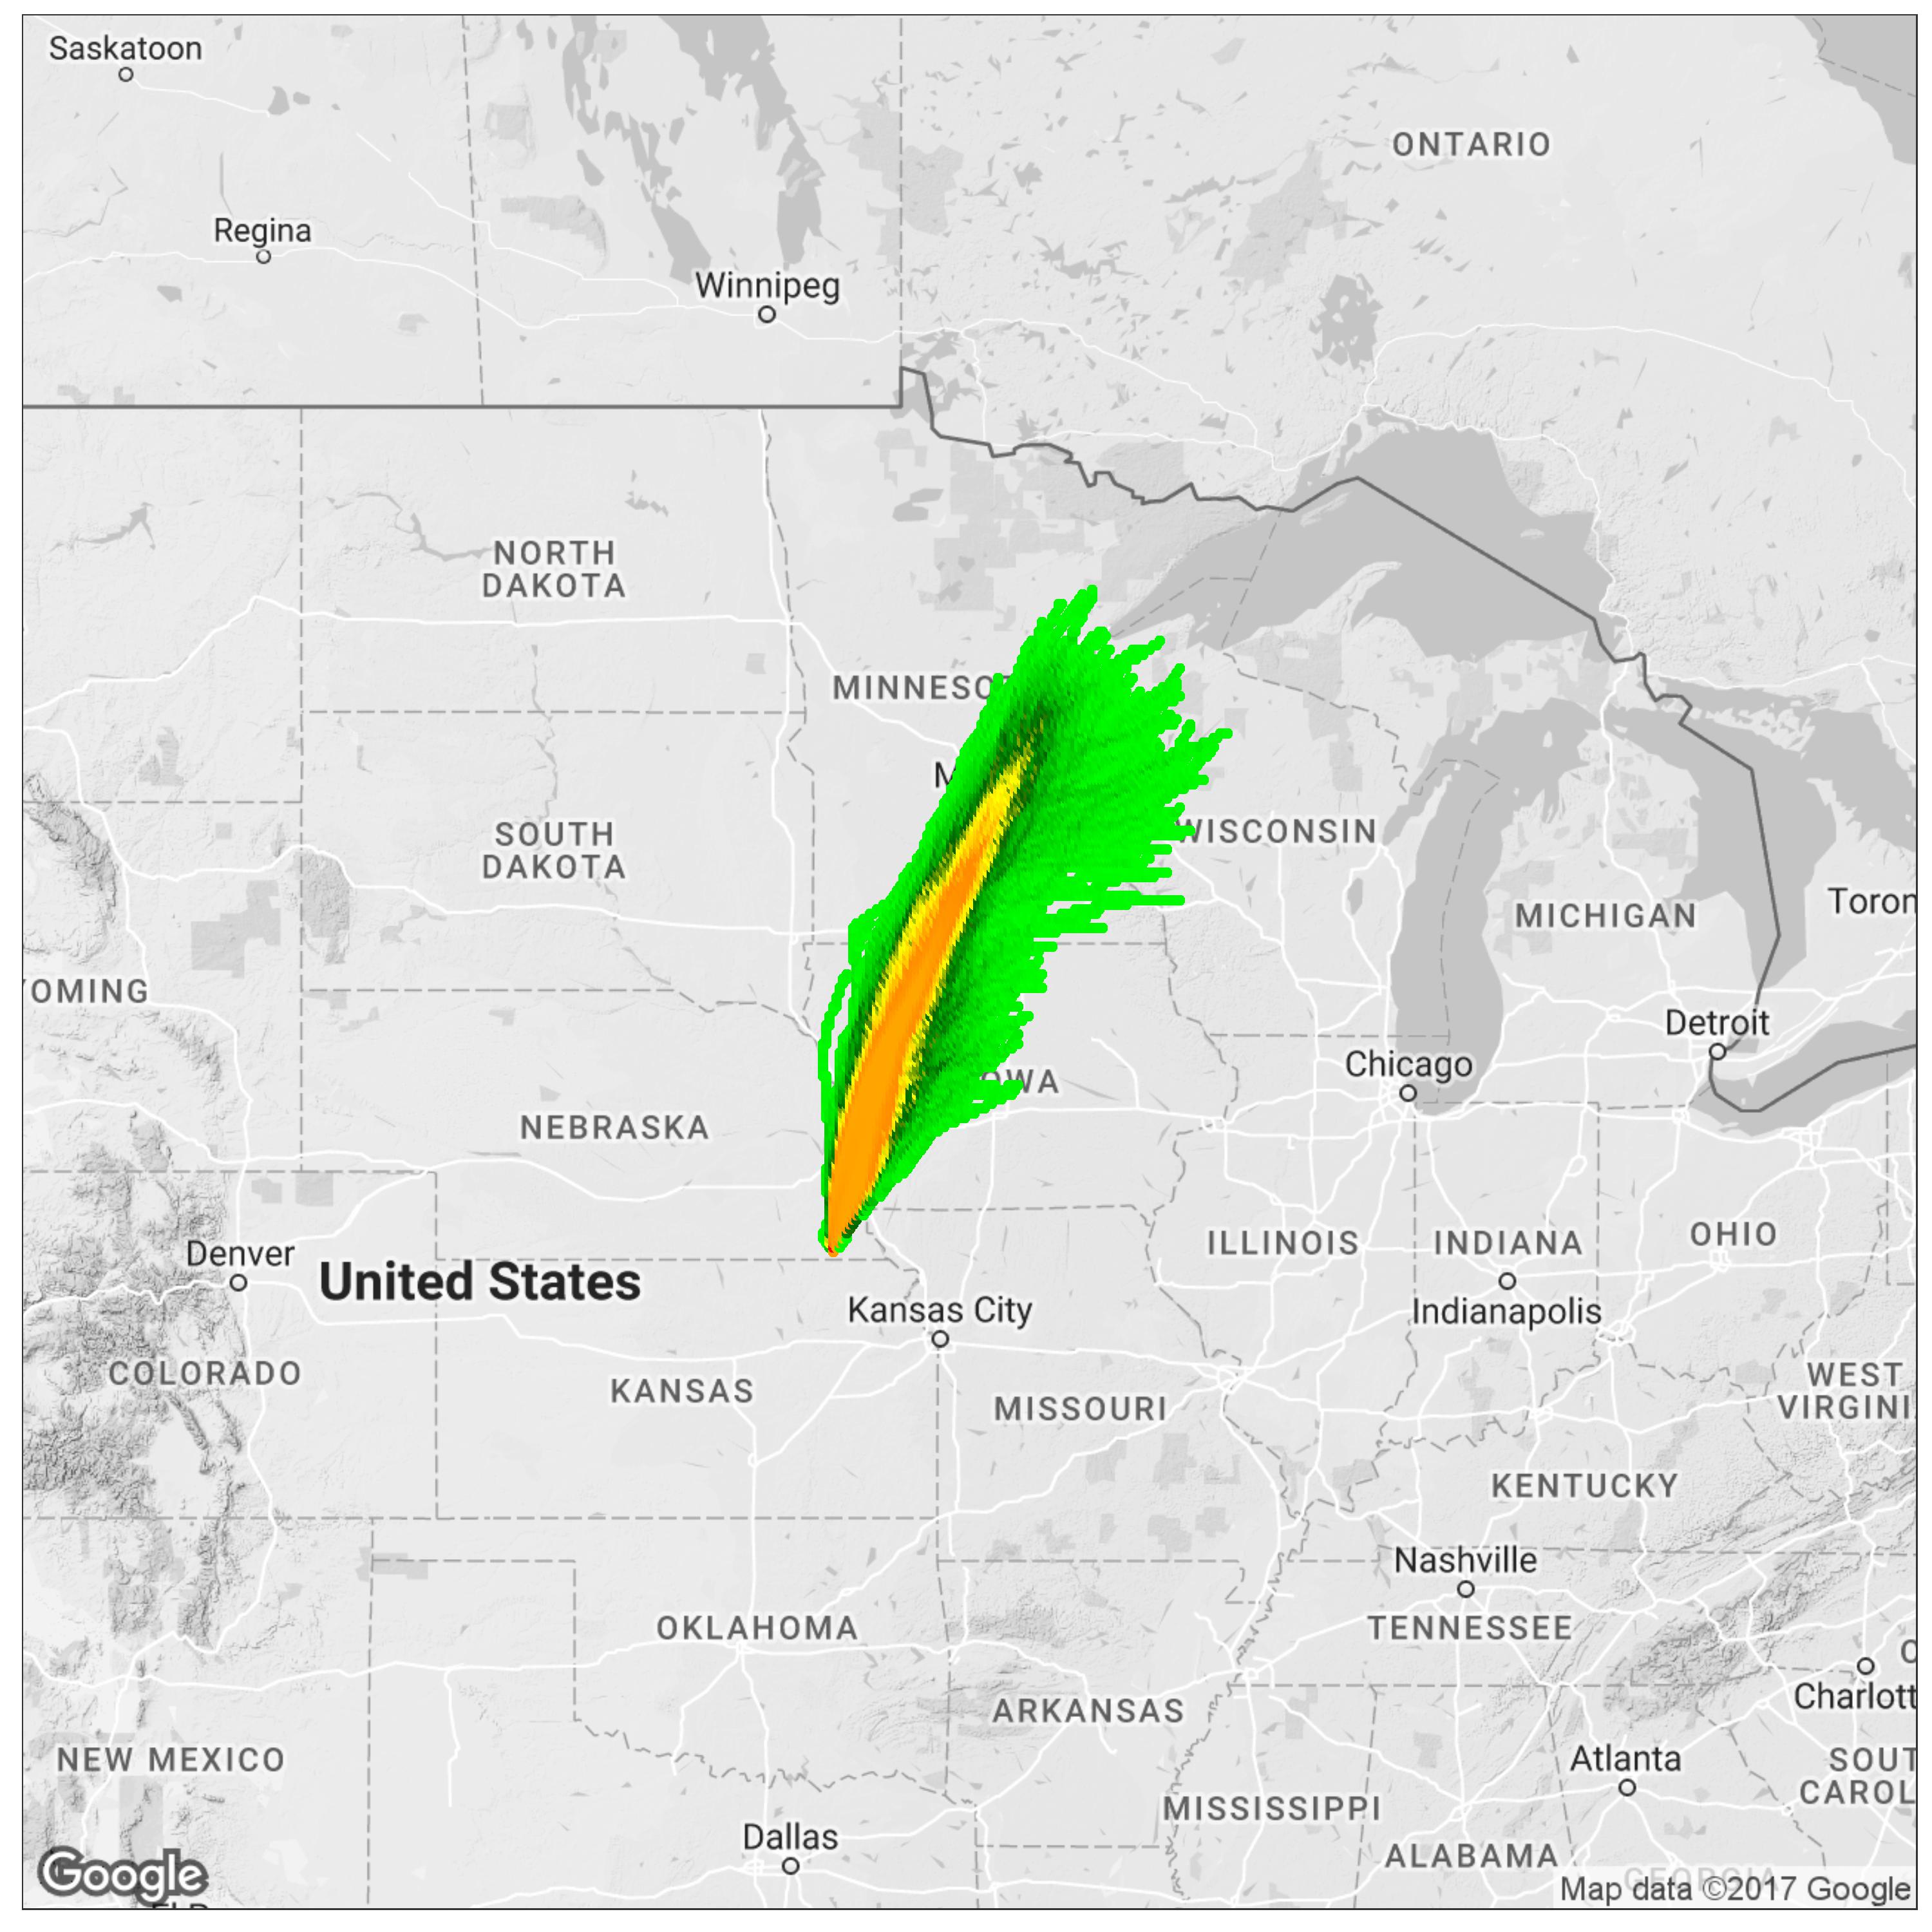 Saskatoon
ONTARIO
Regina
Winnipeg
NORTH
DAKOTA
MINNESO
M
SOUTH
DAKOTA
WISCONSIN
Toron
MICHIGAN
YOMING
Detroit
Chicago
OWA
NEBRASKA
Denver
United States
ILLINOIS
INDIANA
OHIO
Kansas City
Indianapolis
COLORADO
KANSAS
MISSOURI
WEST
VIRGINI
KENTUCKY
Nashville
OKLAHOMA
TENNESSEE
C
Charlott
ARKANSAS
NEW MEXICO
Atlanta
SOUT
CAROL
MISSISSIPPI
Dallas
ALABAMA
GEORGIA
Google
Map data ©2017 Google